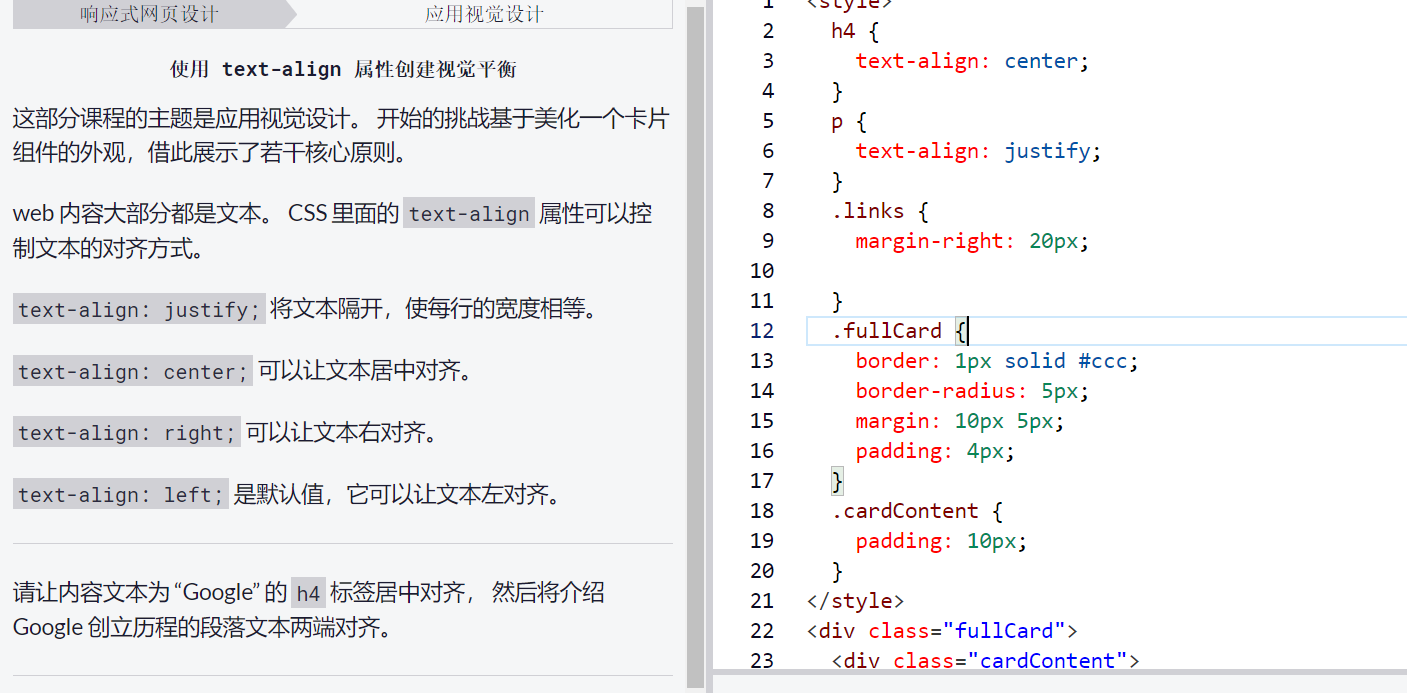 响应式网页设计
应用视觉设计
使用 text-align 属性创建视觉平衡
这部分课程的主题是应用视觉设计。 开始的挑战基于美化一个卡片
组件的外观，借此展示了若干核心原则。
web 内容大部分都是文本。 CSS 里面的 text-align 属性可以控
制文本的对齐方式。
text-align: justify; 将文本隔开，使每行的宽度相等。
text-align: center; 可以让文本居中对齐。
text-align: right; 可以让文本右对齐。
text-align: left; 是默认值，它可以让文本左对齐。
请让内容文本为 “Google” 的 h4 标签居中对齐， 然后将介绍
Google 创立历程的段落文本两端对齐。
1 <style>
2 h4 {
3 text-align: center;
4 }
5 p {
6 text-align: justify;
7 }
8 .links {
9 margin-right: 20px;
10
11 }
12 .fullCard {
13 border: 1px solid #ccc;
14 border-radius: 5px;
15 margin: 10px 5px;
16 padding: 4px;
17 }
18 .cardContent {
19 padding: 10px;
20 }
21 </style>
22 <div class="fullCard">
23 <div class="cardContent">